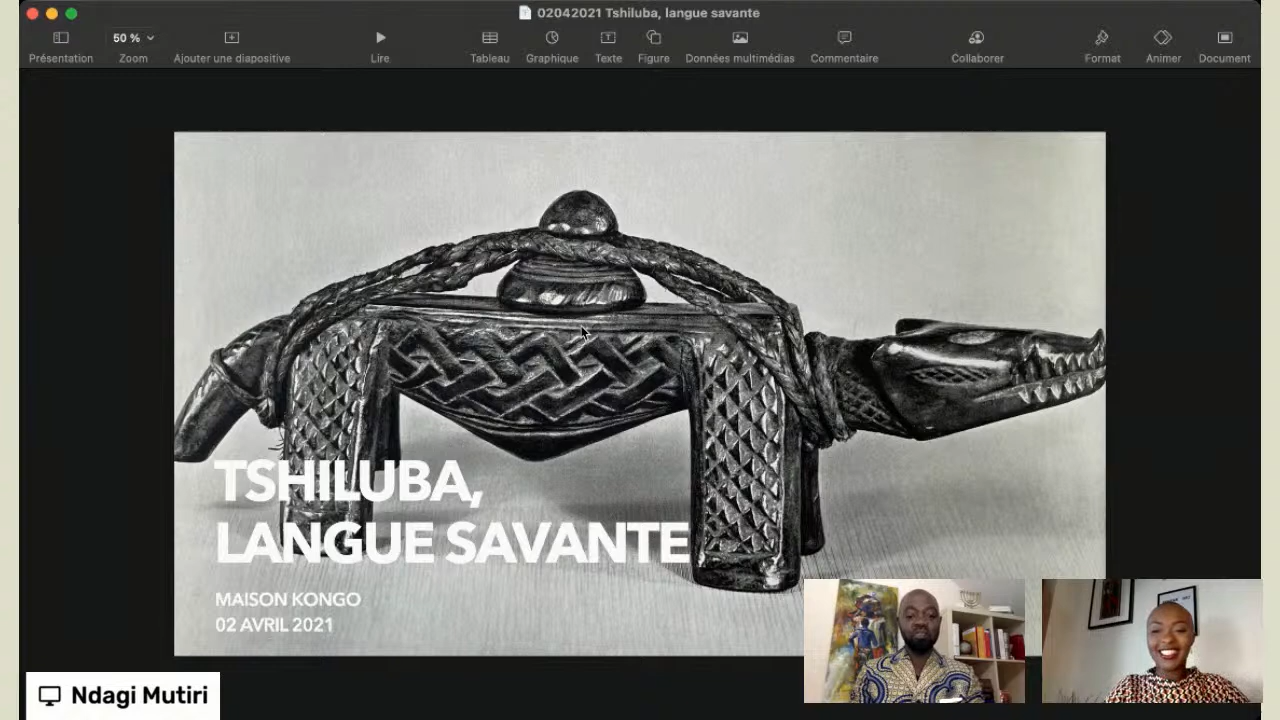 02042021 Tshiluba, langue savante
50 %
Présentation
Zoom
Ajouter une diapositive
Lire
Tableau
Graphique
Texte
Figure
Données multimédias
Commentaire
Collaborer
Format
Animer
Document
TSHILUBA,
LANGUE SAVANTE
MAISON KONGO
02 AVRIL 2021
Ndagi Mutiri